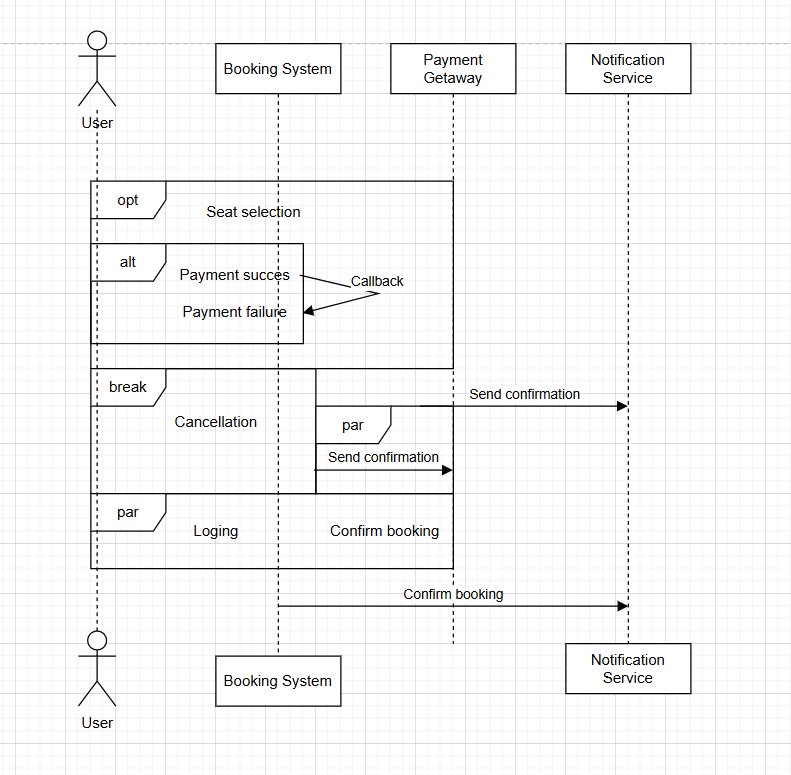 User
Booking System
Payment
Getaway
Notification
Service
opt
Seat selection
alt
Payment succes
Callback
Payment failure
break
Cancellation
Send confirmation
par
Send confirmation
par
Loging
Confirm booking
Confirm booking
User
Booking System
Notification
Service